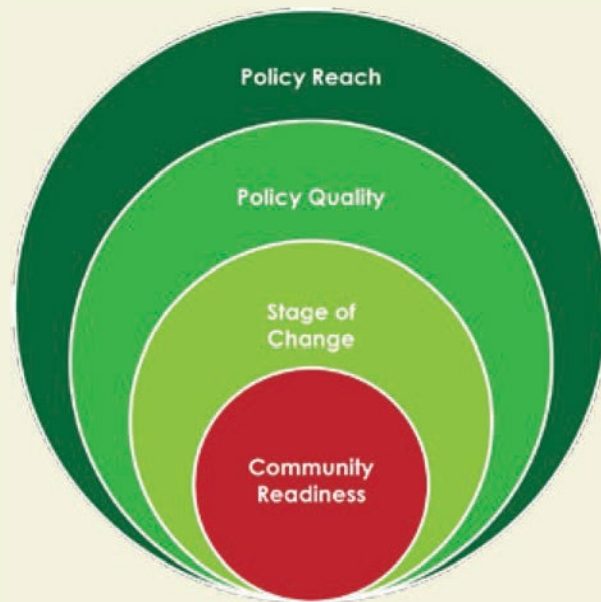 Policy Reach
Policy Quality
Stage of
Change
Community
Readiness